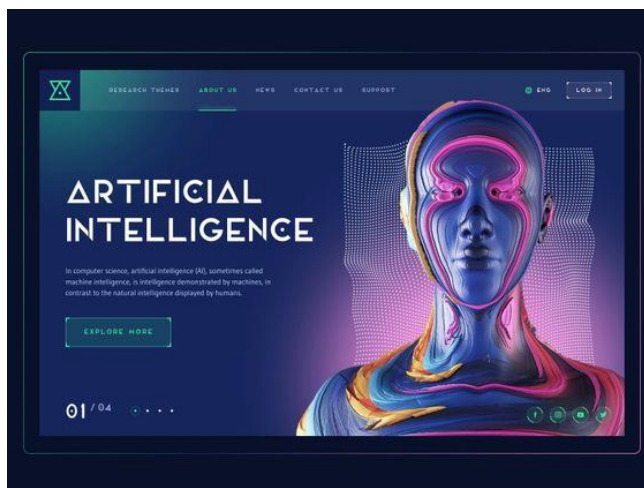 RESEARCH THEMES
ABOUT US
NEWS
CONTACT US
SUPPORT
ENG
LOG IN
ARTIFICIAL
INTELLIGENCE
In computer science, artificial intelligence (AI), sometimes called
machine intelligence, is intelligence demonstrated by machines, in
contrast to the natural intelligence displayed by humans.
EXPLORE MORE
01 / 04